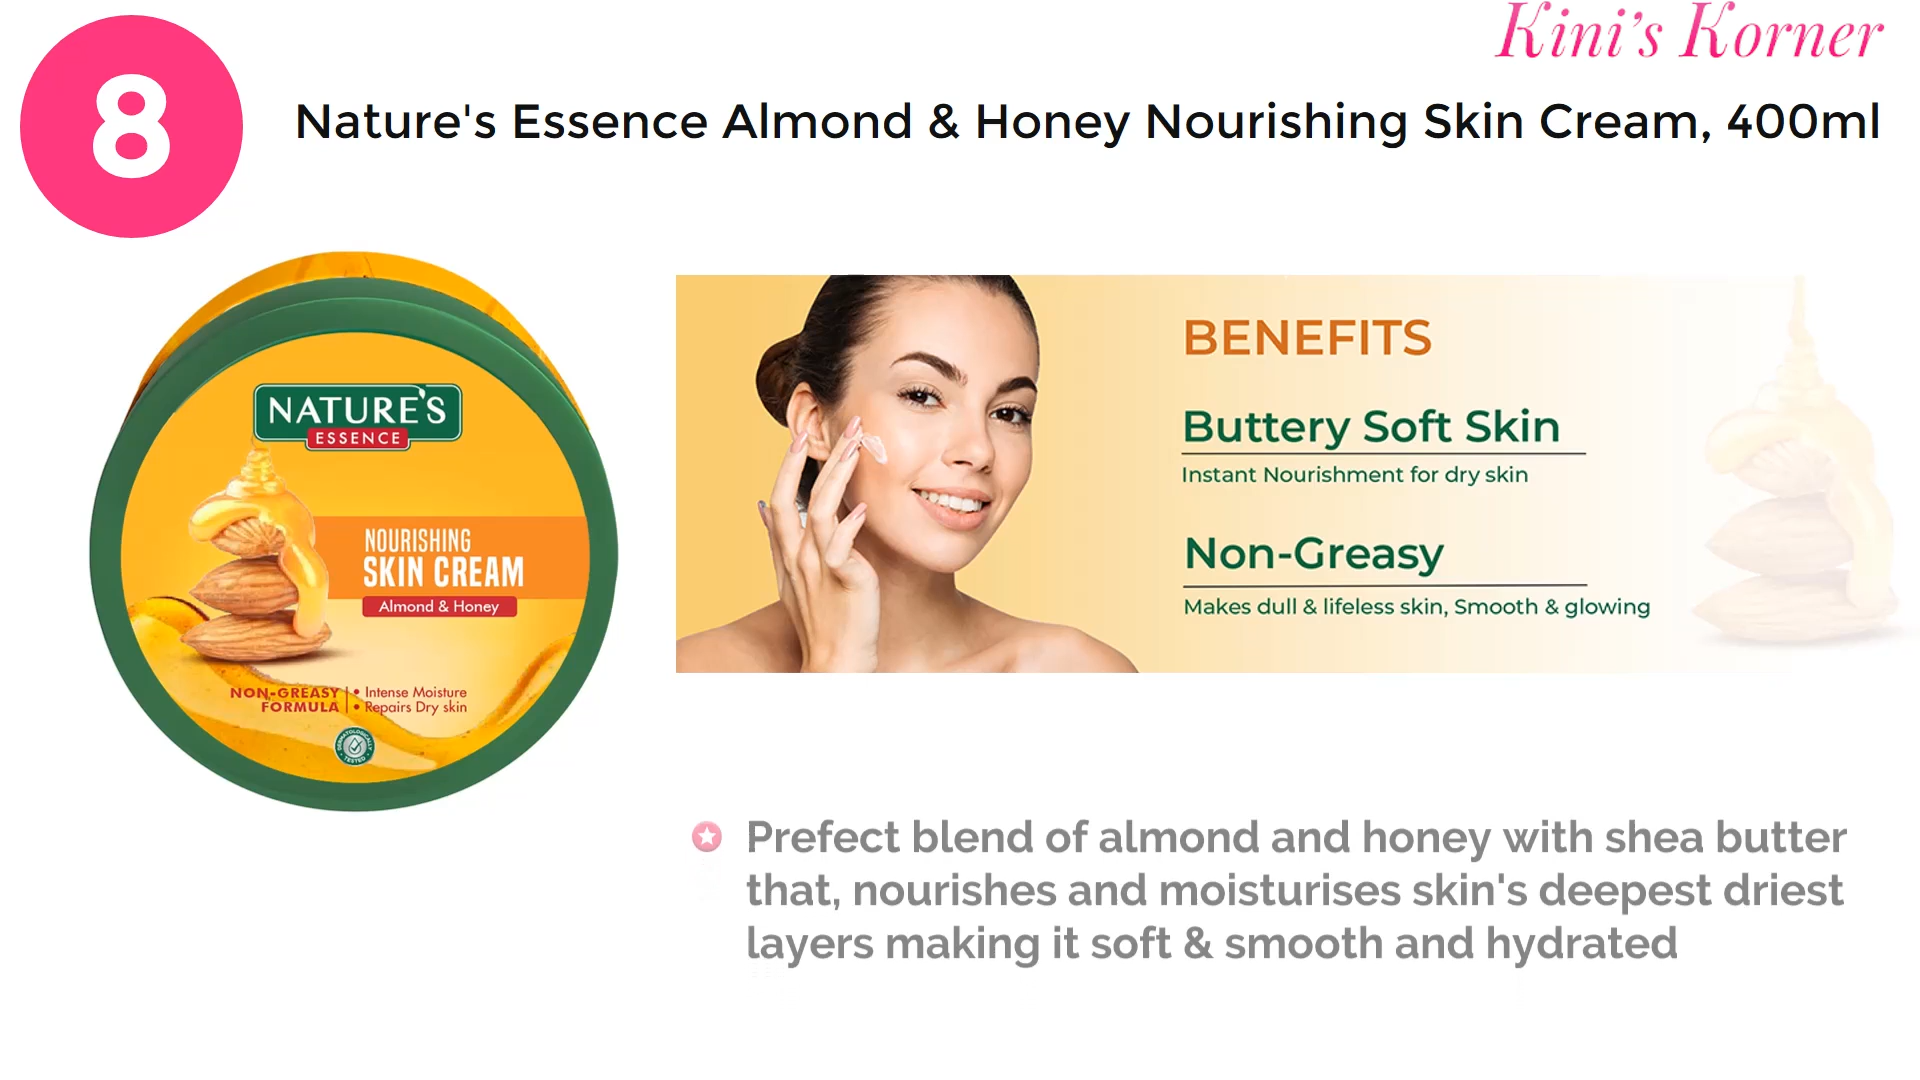 Kini's Korner
8
Nature's Essence Almond & Honey Nourishing Skin Cream, 400ml
NATURE'S
ESSENCE
NOURISHING
SKIN CREAM
Almond & Honey
NON-GREASY
FORMULA
• Intense Moisture
• Repairs Dry skin
DERMATOLOGICALLY
TESTED
BENEFITS
Buttery Soft Skin
Instant Nourishment for dry skin
Non-Greasy
Makes dull & lifeless skin, Smooth & glowing
Prefect blend of almond and honey with shea butter
that, nourishes and moisturises skin's deepest driest
layers making it soft & smooth and hydrated